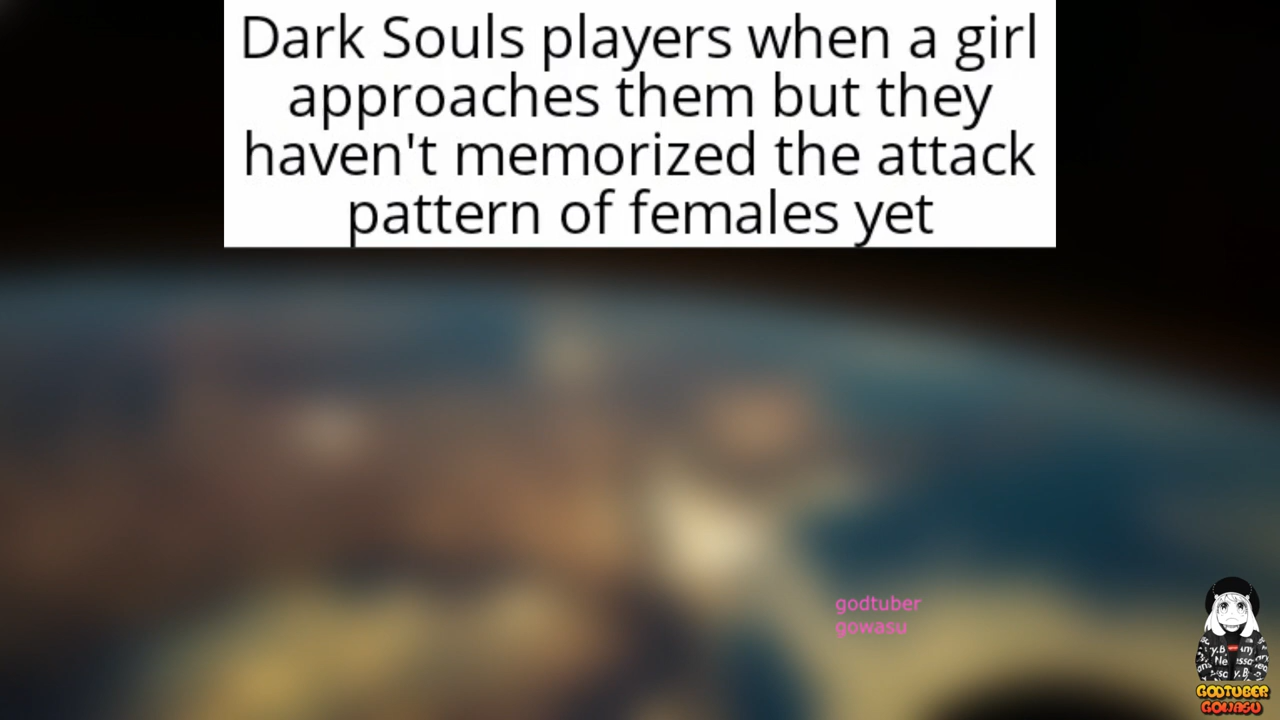 Dark Souls players when a girl
approaches them but they
haven't memorized the attack
pattern of females yet
godtuber
gowasu
GODTUBER
GOWASU